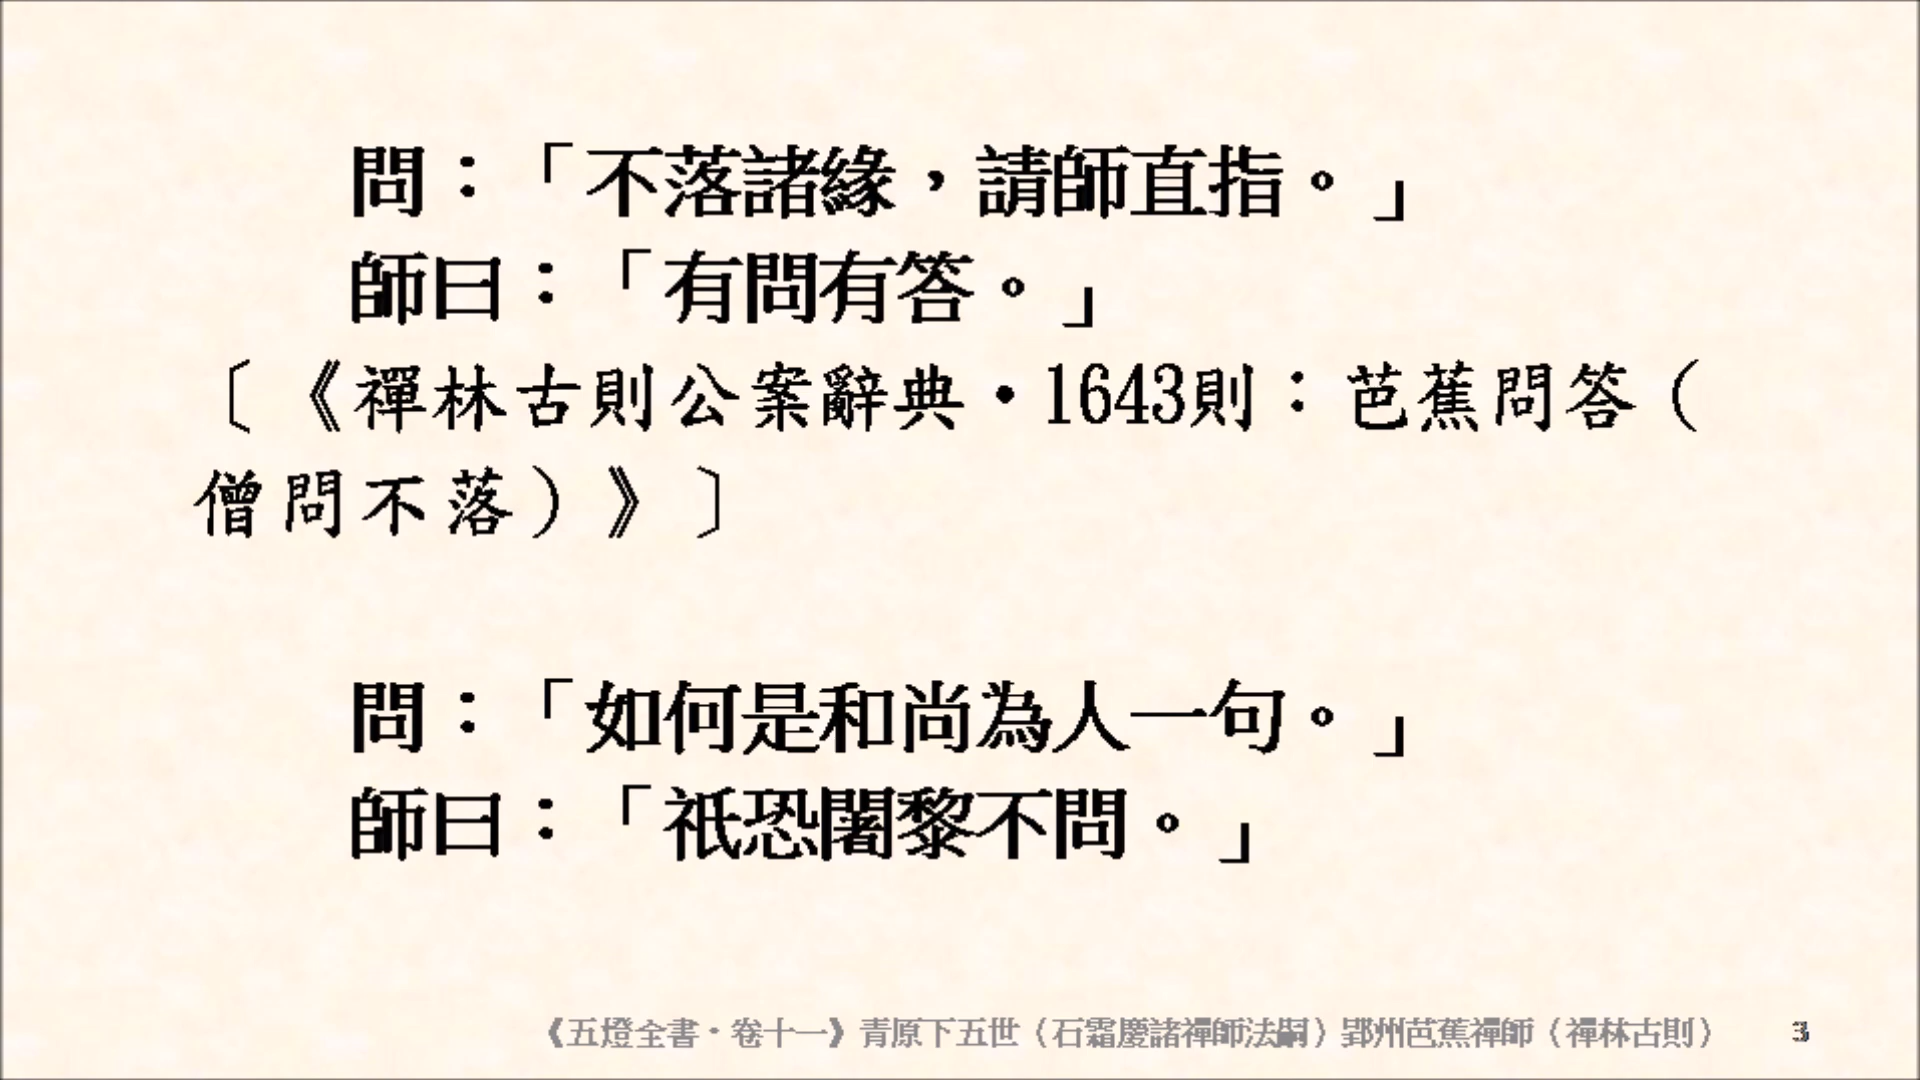 問：「不落諸緣，請師直指。」
師曰：「有問有答。」
〔《禪林古則公案辭典‧1643則：芭蕉問答（
僧問不落）》〕
問：「如何是和尚為人一句。」
師曰：「祇恐闍黎不問。」
《五燈全書‧卷十一》青原下五世（石霜慶諸禪師法嗣）郢州芭蕉禪師（禪林古則） 3